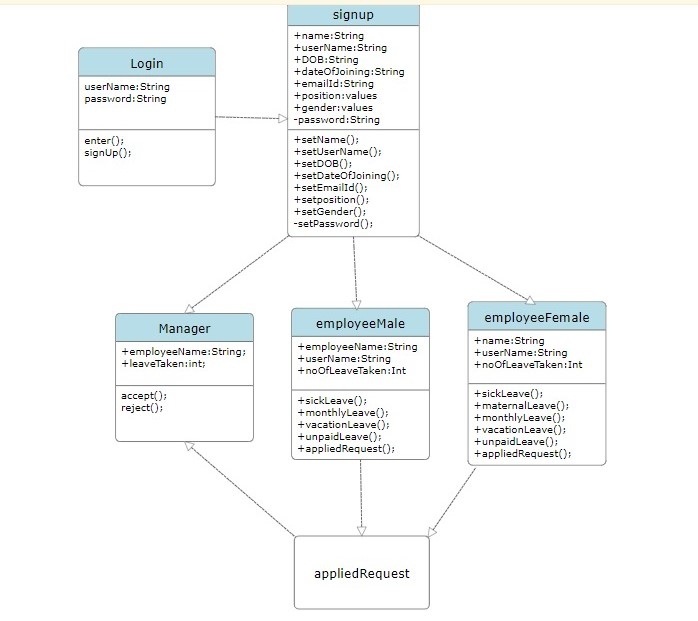 signup
+name:String
+userName:String
+DOB:String
+dateOfJoining:String
+emailId:String
+position:values
+gender:values
-password:String
+setName();
+setUserName();
+setDOB();
+setDateOfJoining();
+setEmailId();
+setposition();
+setGender();
-setPassword();
Login
userName:String
password:String
enter();
signUp();
Manager
+employeeName:String;
+leaveTaken:int;
accept();
reject();
employeeMale
+employeeName:String
+userName:String
+noOfLeaveTaken:Int
+sickLeave();
+monthlyLeave();
+vacationLeave();
+unpaidLeave();
+appliedRequest();
employeeFemale
+name:String
+userName:String
+noOfLeaveTaken:Int
+sickLeave();
+maternalLeave();
+monthlyLeave();
+vacationLeave();
+unpaidLeave();
+appliedRequest();
appliedRequest